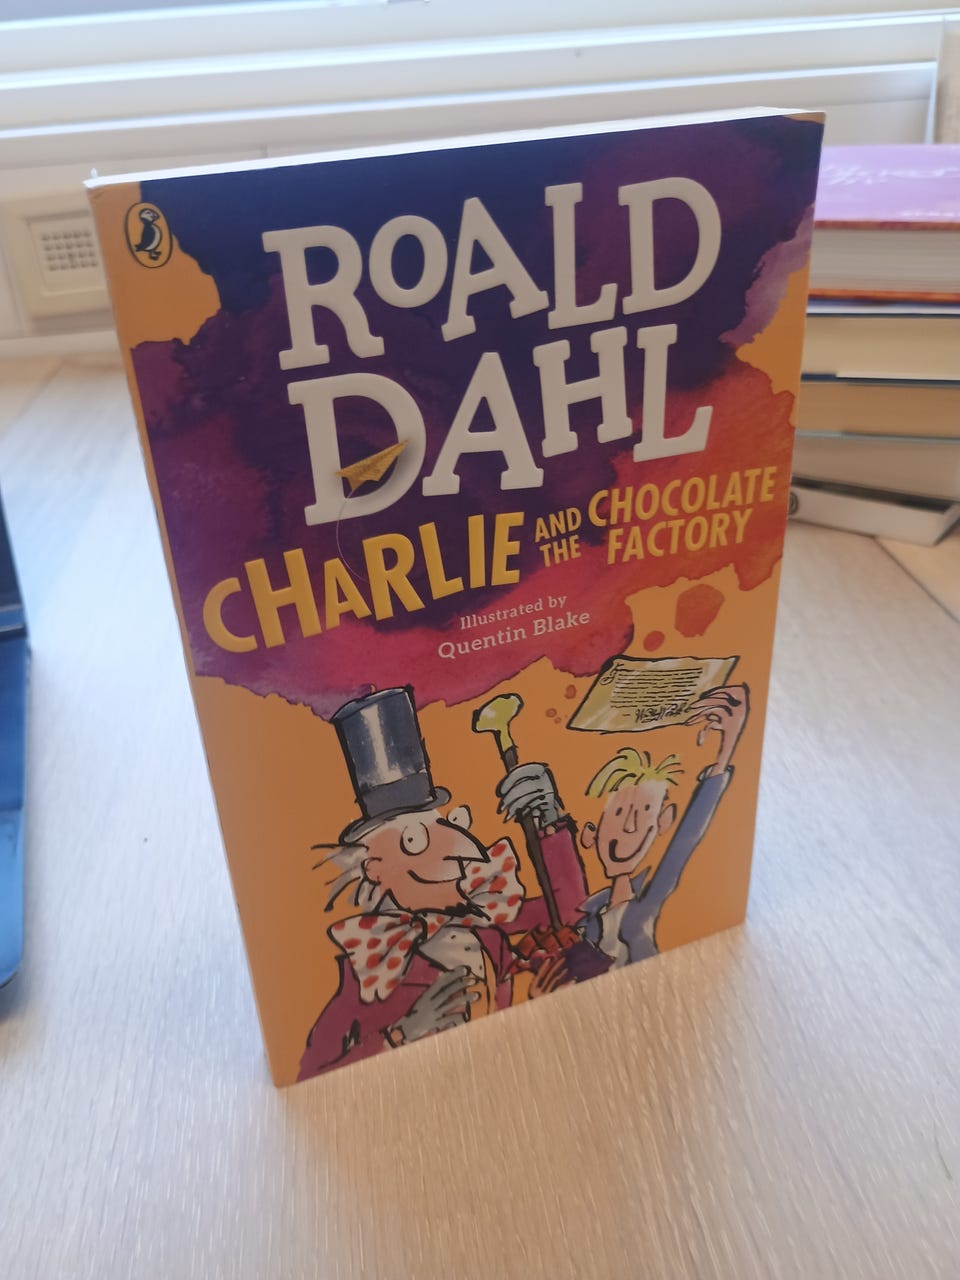 ROALD
DAHL
CHARLIE AND THE CHOCOLATE FACTORY
Illustrated by
Quentin Blake